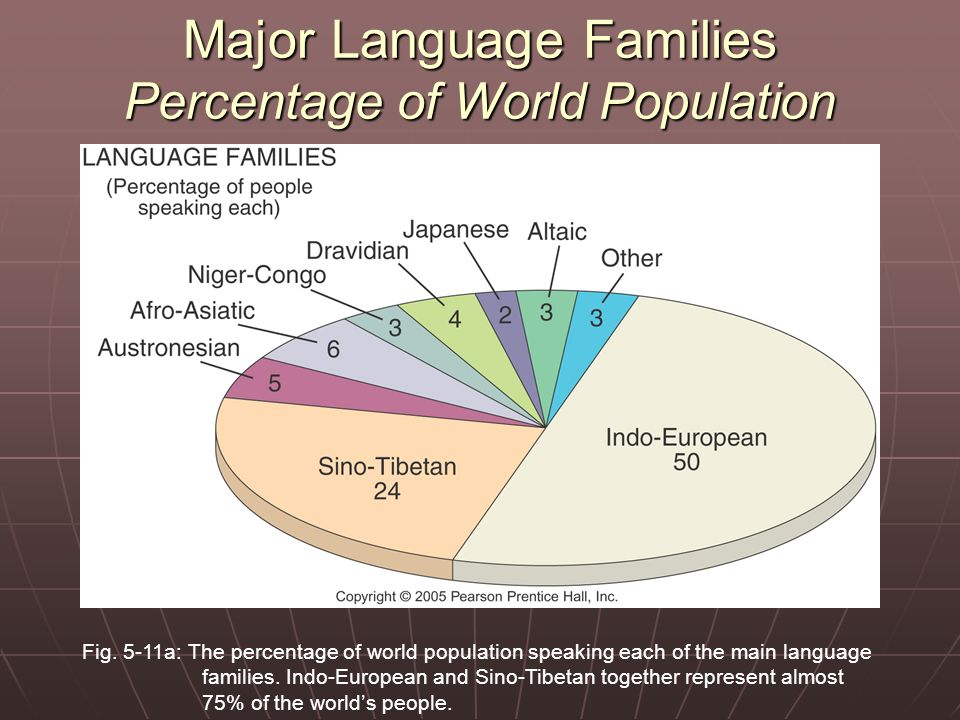 Major Language Families
Percentage of World Population
LANGUAGE FAMILIES
(Percentage of people
speaking each)
Japanese
Altaic
Dravidian
Other
Niger-Congo
Afro-Asiatic
Austronesian
5
6
3
4
2
3
3
Indo-European
50
Sino-Tibetan
24
Copyright © 2005 Pearson Prentice Hall, Inc.
Fig. 5-11a: The percentage of world population speaking each of the main language
families. Indo-European and Sino-Tibetan together represent almost
75% of the world’s people.